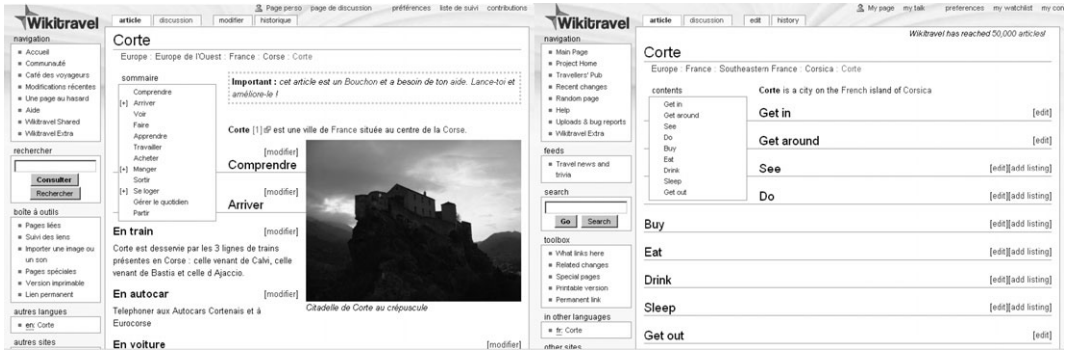 Wikitravel
Page perso page de discussion préférences liste de suivi contributions
article discussion modifier historique
navigation
Accueil
Communauté
Café des voyageurs
Modifications récentes
Une page au hasard
Aide
Wikitravel Shared
Wikitravel Extra
rechercher
Consulter
Rechercher
boîte à outils
Pages liées
Suivi des liens
Importer une image ou
un son
Pages spéciales
Version imprimable
Lien permanent
autres langues
en: Corte
autres sites
Corte
Europe : Europe de l'Ouest : France : Corse : Corte
sommaire
Comprendre
[+] Arriver
Voir
Faire
Apprendre
Travailler
Acheter
[+] Manger
Sortir
[+] Se loger
Gérer le quotidien
Partir
Important : cet article est un Bouchon et a besoin de ton aide. Lance-toi et
améliore-le !
Corte [1] est une ville de France située au centre de la Corse.
[modifier]
Comprendre
[modifier]
Arriver
En train [modifier]
Corte est desservie par les 3 lignes de trains
présentes en Corse : celle venant de Calvi, celle
venant de Bastia et celle d Ajaccio.
En autocar [modifier]
Telephoner aux Autocars Cortenais et à
Eurocorse
Citadelle de Corte au crépuscule
En voiture [modifier]
Wikitravel
My page my talk preferences my watchlist my con
article discussion edit history
navigation
Main Page
Project Home
Travellers' Pub
Recent changes
Random page
Help
Uploads & bug reports
Wikitravel Extra
feeds
Travel news and
trivia
search
Go Search
toolbox
What links here
Related changes
Special pages
Printable version
Permanent link
in other languages
fr: Corte
other sites
Wikitravel has reached 50,000 articles!
Corte
Europe : France : Southeastern France : Corsica : Corte
contents
Get in
Get around
See
Do
Buy
Eat
Drink
Sleep
Get out
Corte is a city on the French island of Corsica
Get in [edit]
Get around [edit]
See [edit][add listing]
Do [edit][add listing]
Buy [edit][add listing]
Eat [edit][add listing]
Drink [edit][add listing]
Sleep [edit][add listing]
Get out [edit]